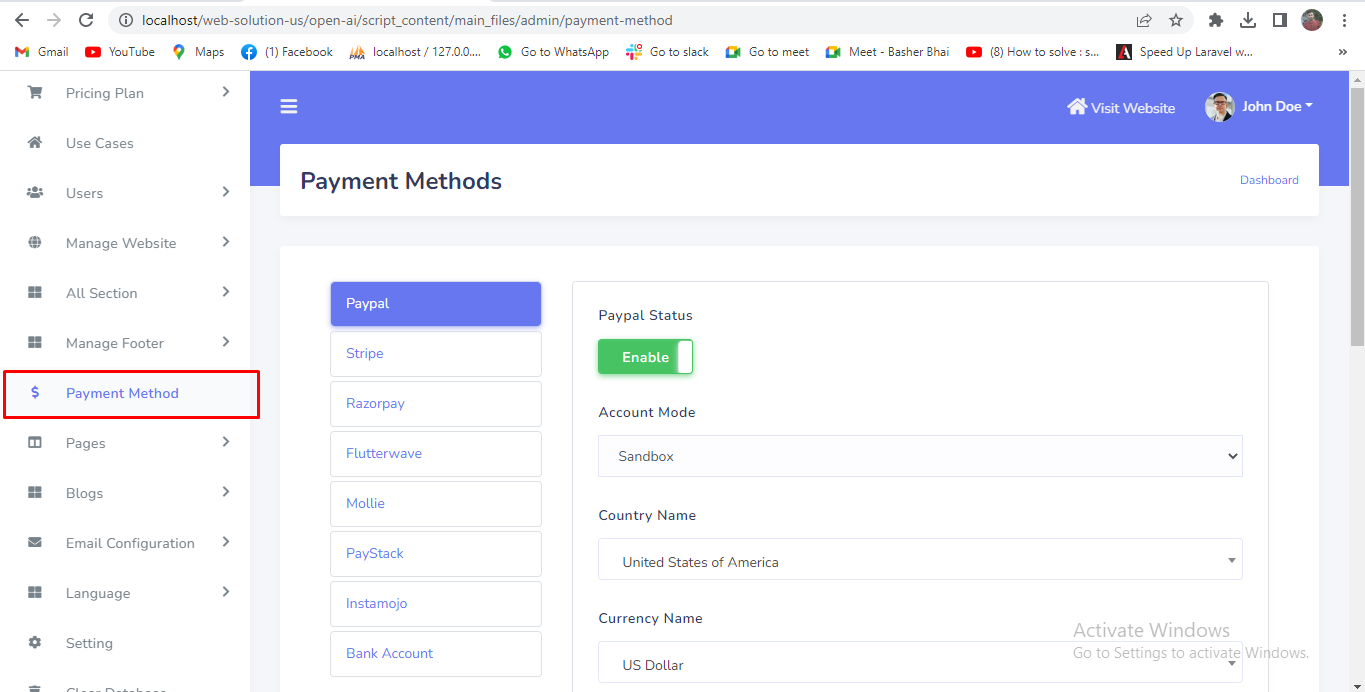 localhost/web-solution-us/open-ai/script_content/main_files/admin/payment-method
Gmail YouTube Maps (1) Facebook localhost / 127.0.0.... Go to WhatsApp Go to slack Go to meet Meet - Basher Bhai (8) How to solve : s... Speed Up Laravel w... »
Pricing Plan
Use Cases
Users
Manage Website
All Section
Manage Footer
Payment Method
Pages
Blogs
Email Configuration
Language
Setting
Clear Database
Visit Website John Doe
Payment Methods Dashboard
Paypal
Stripe
Razorpay
Flutterwave
Mollie
PayStack
Instamojo
Bank Account
Paypal Status
Enable
Account Mode
Sandbox
Country Name
United States of America
Currency Name
US Dollar
Activate Windows
Go to Settings to activate Windows.